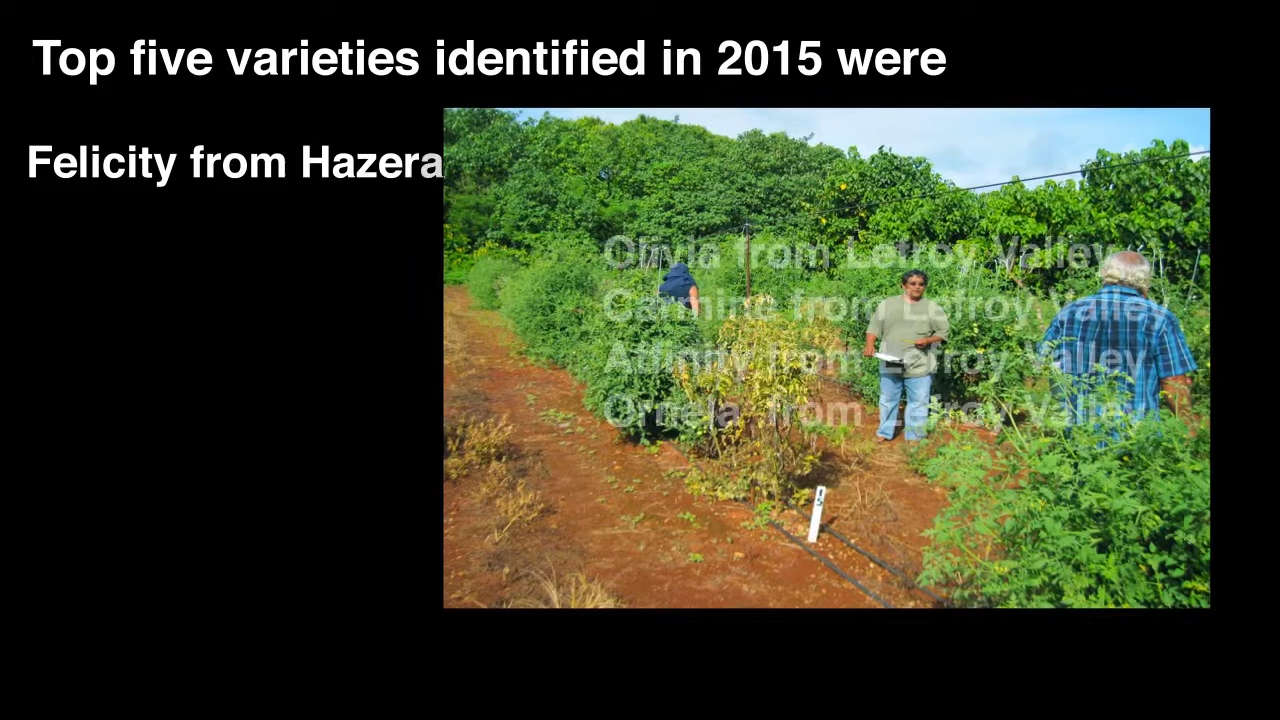 Top five varieties identified in 2015 were
Felicity from Hazera
Olivia from Lefroy Valley
Carmine from Lefroy Valley
Affinity from Lefroy Valley
Ornela from Lefroy Valley
15